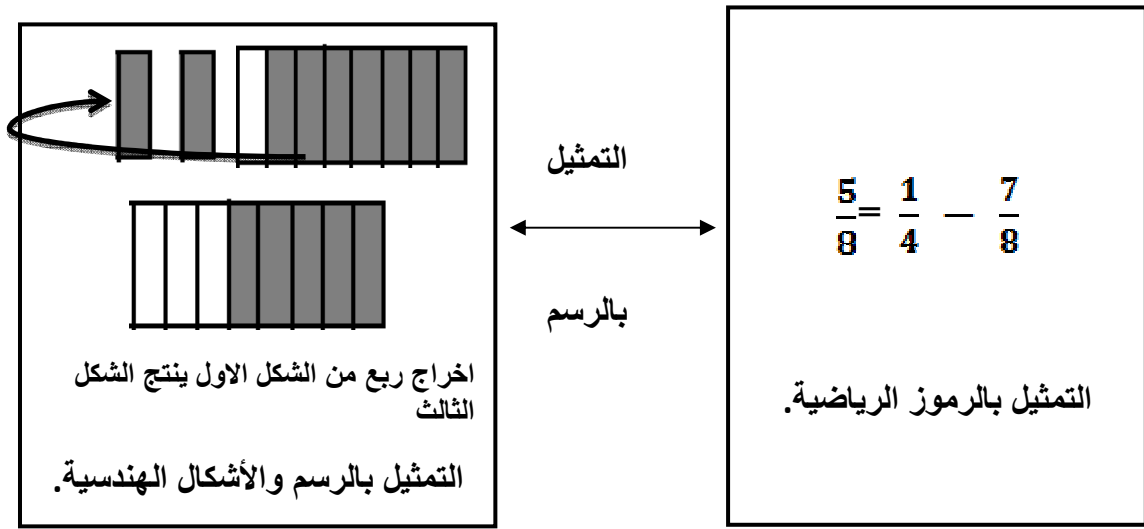 7/8 − 1/4 = 5/8
التمثيل بالرموز الرياضية.
التمثيل
بالرسم
اخراج ربع من الشكل الاول ينتج الشكل
الثالث
التمثيل بالرسم والأشكال الهندسية.